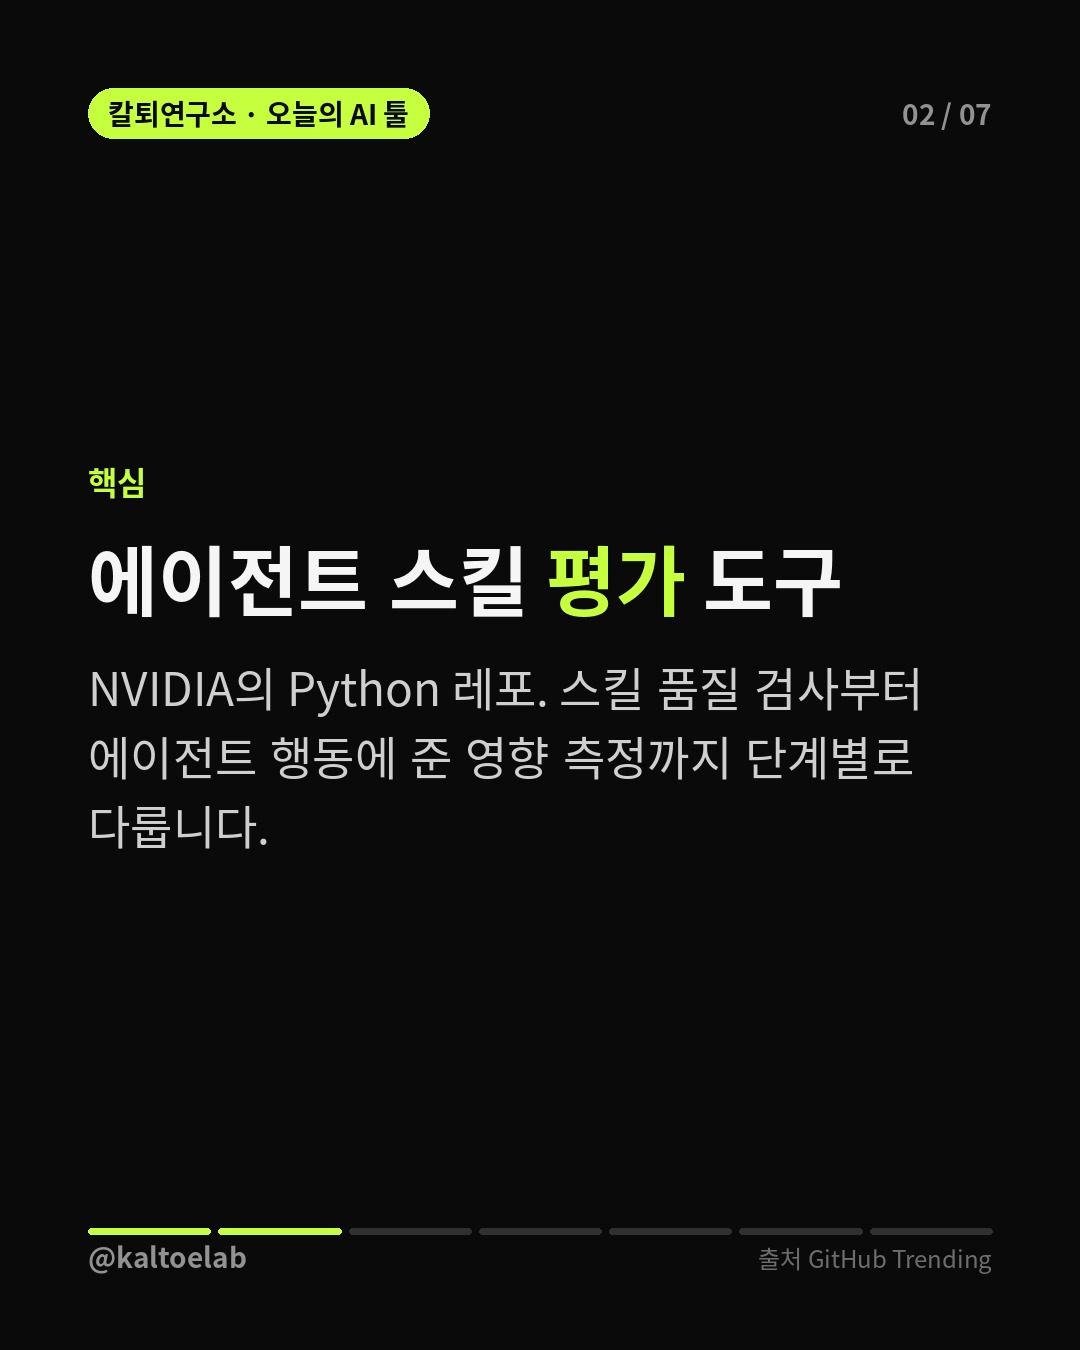 칼퇴연구소 · 오늘의 AI 툴
02 / 07
핵심
에이전트 스킬 평가 도구
NVIDIA의 Python 레포. 스킬 품질 검사부터
에이전트 행동에 준 영향 측정까지 단계별로
다룹니다.
@kaltoelab
출처 GitHub Trending